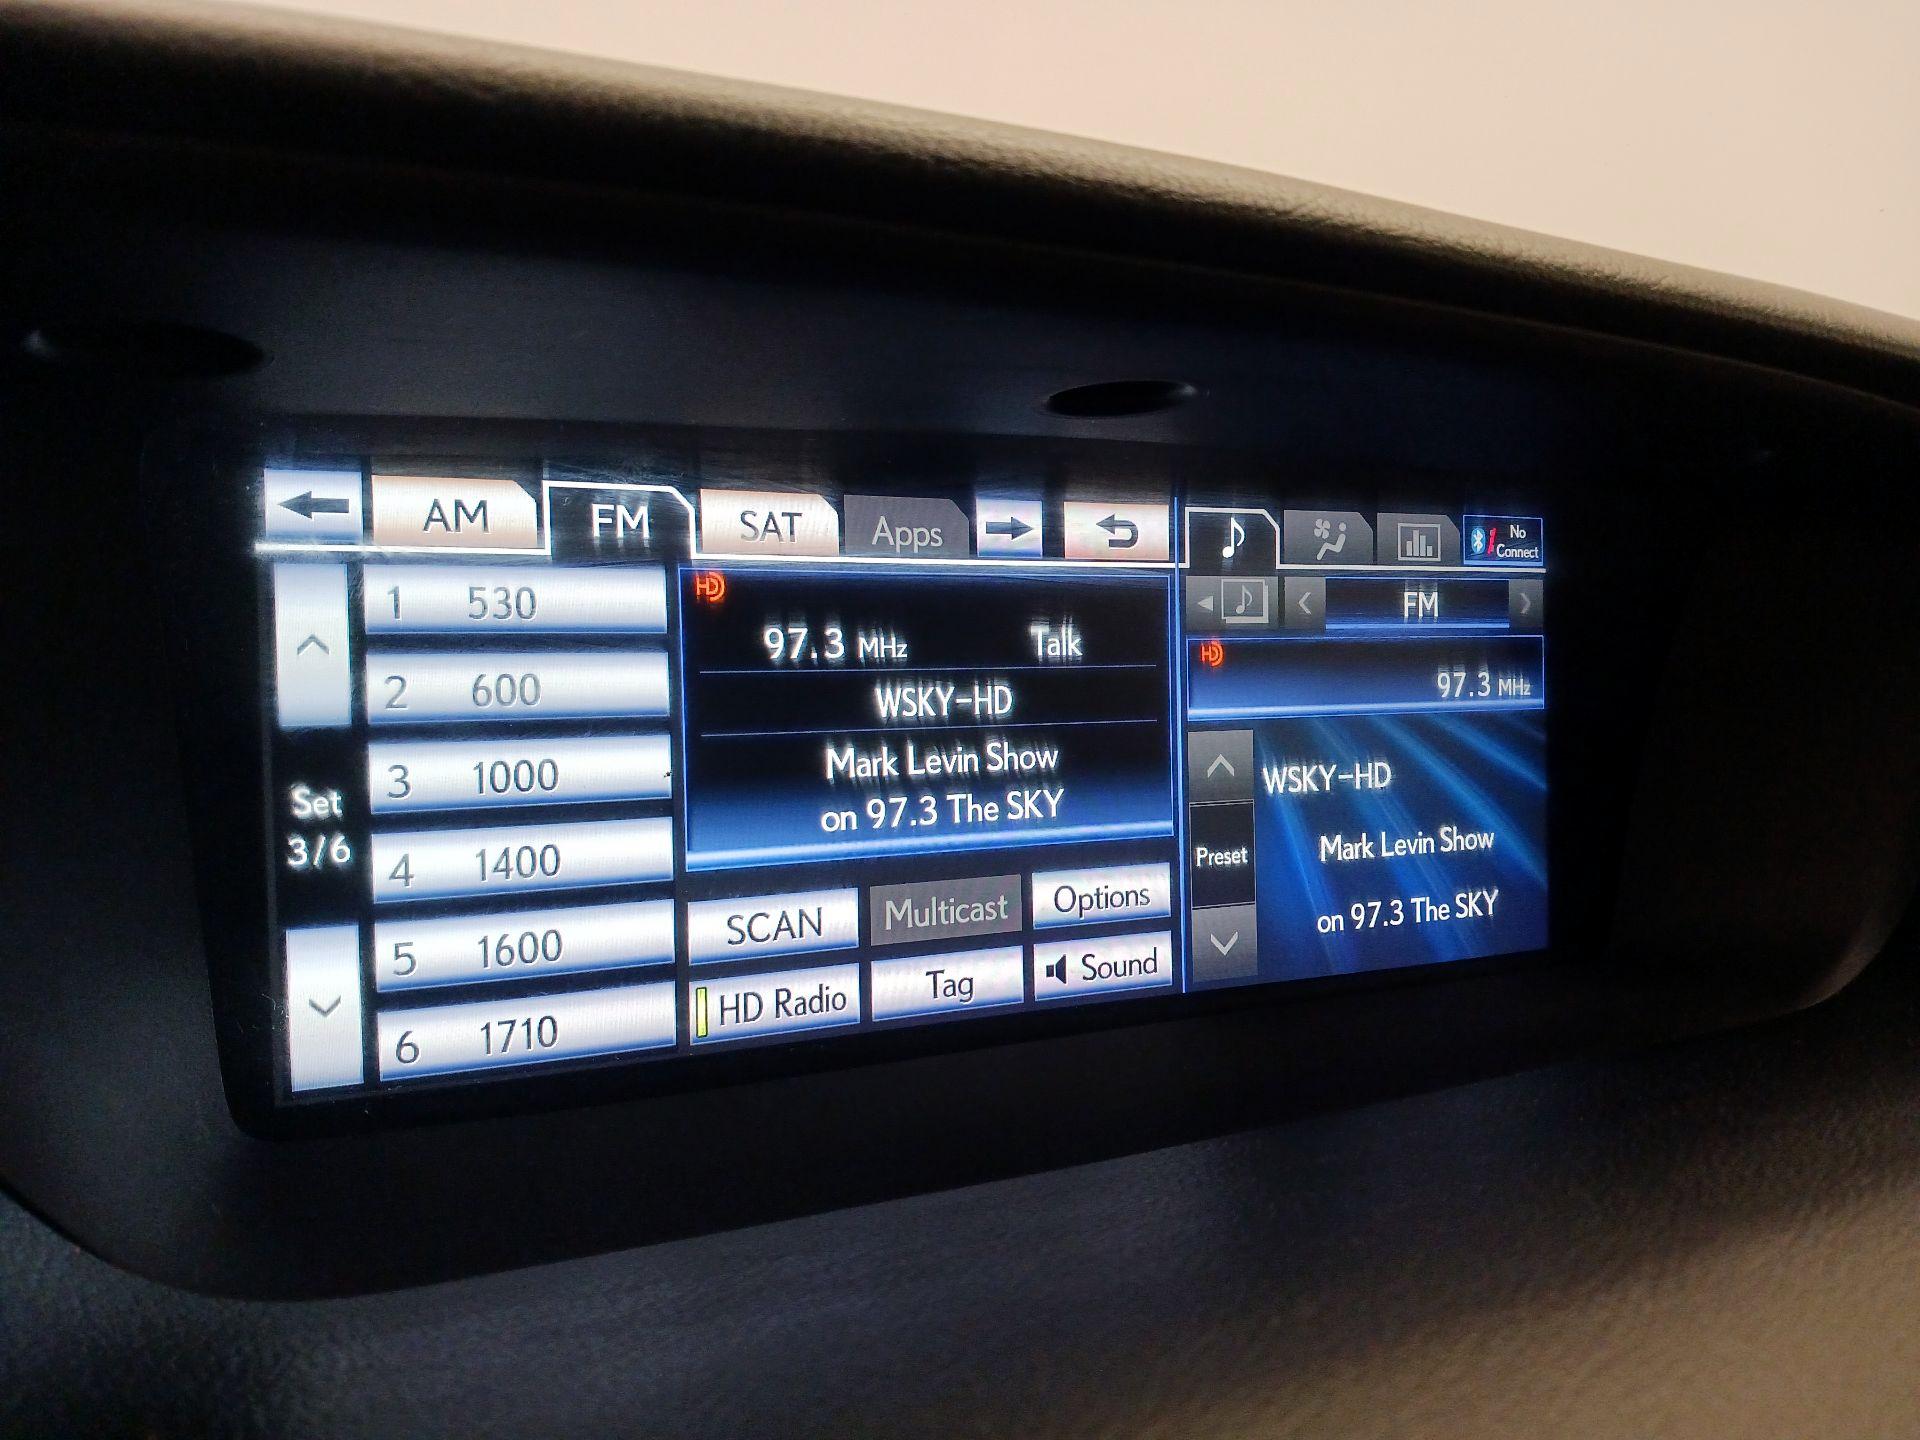 AM FM SAT Apps
1 530
2 600
3 1000
4 1400
5 1600
6 1710
Set
3/6
HD
97.3 MHz Talk
WSKY-HD
Mark Levin Show
on 97.3 The SKY
SCAN Multicast Options
HD Radio Tag Sound
No
Connect
FM
HD
97.3 MHz
Preset
WSKY-HD
Mark Levin Show
on 97.3 The SKY